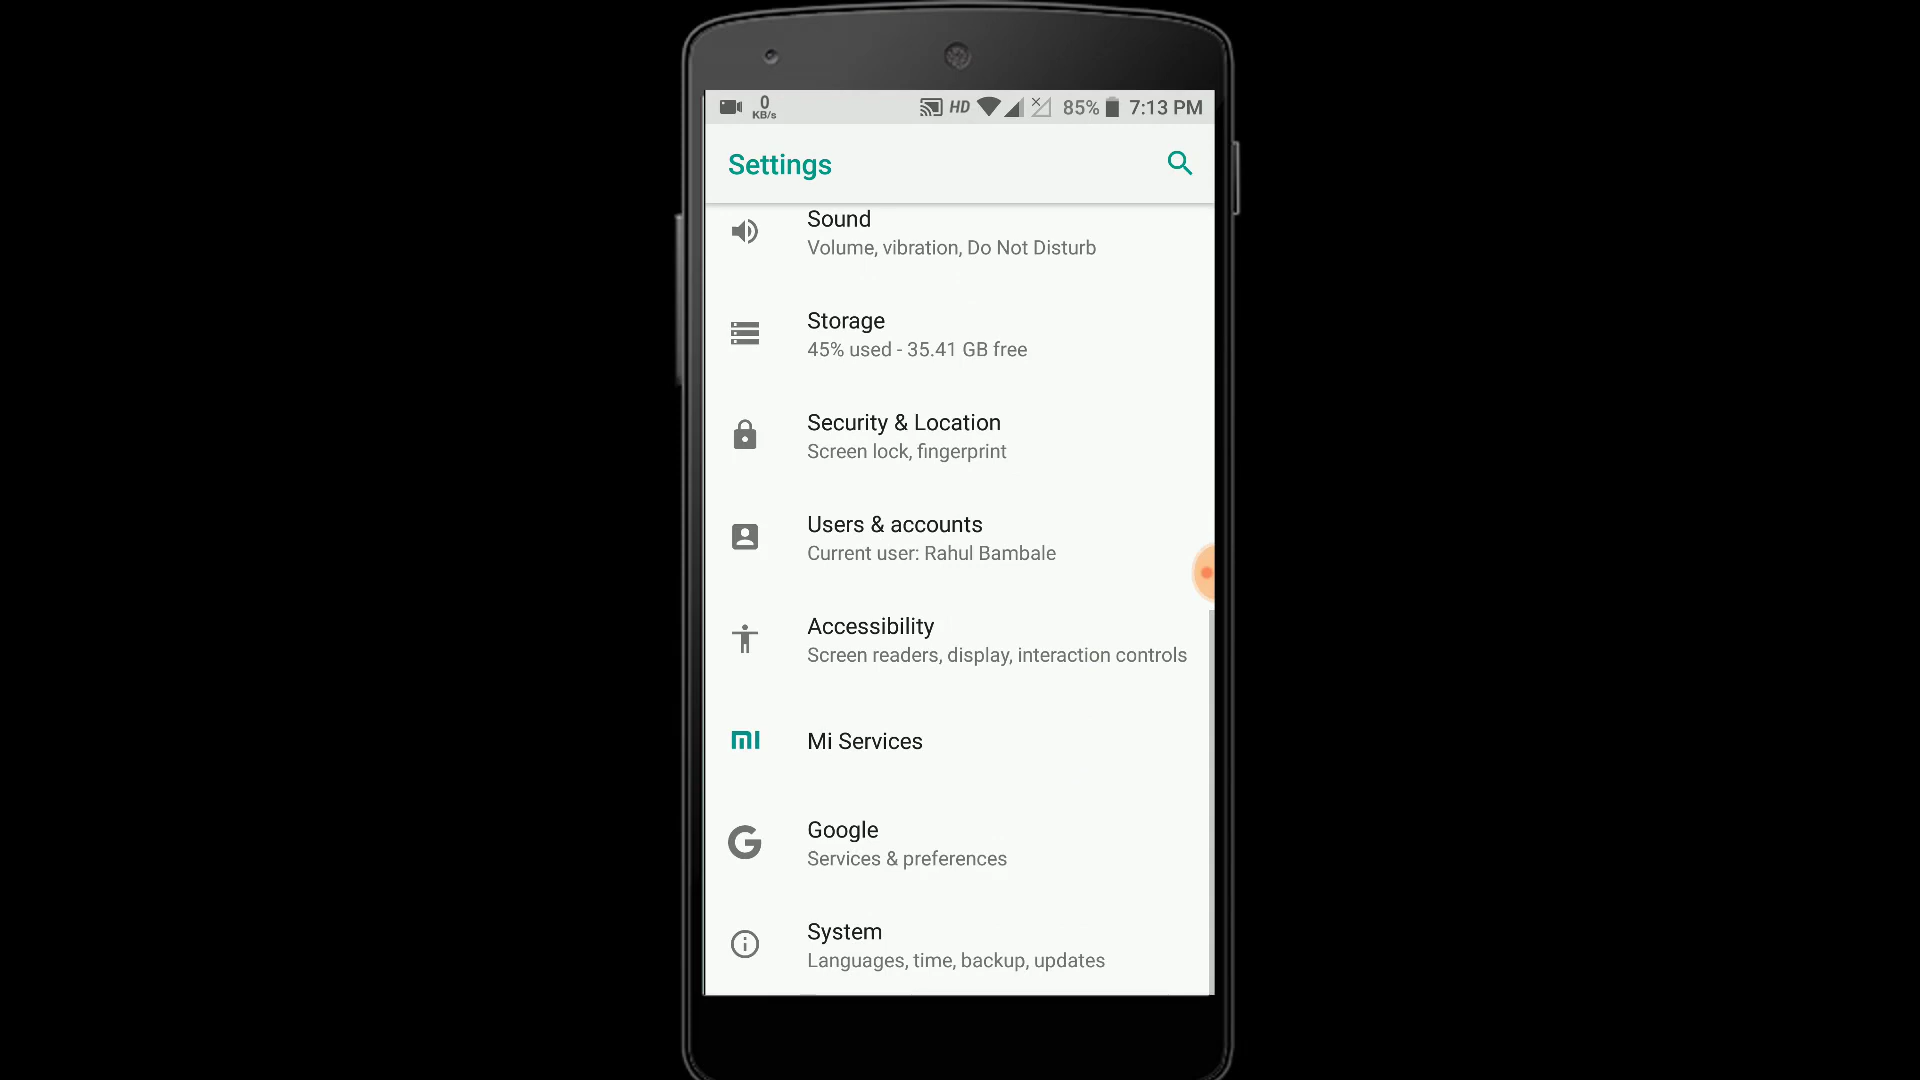 0
KB/s
HD
85%
7:13 PM
Settings
Sound
Volume, vibration, Do Not Disturb
Storage
45% used - 35.41 GB free
Security & Location
Screen lock, fingerprint
Users & accounts
Current user: Rahul Bambale
Accessibility
Screen readers, display, interaction controls
mi
Mi Services
G
Google
Services & preferences
System
Languages, time, backup, updates